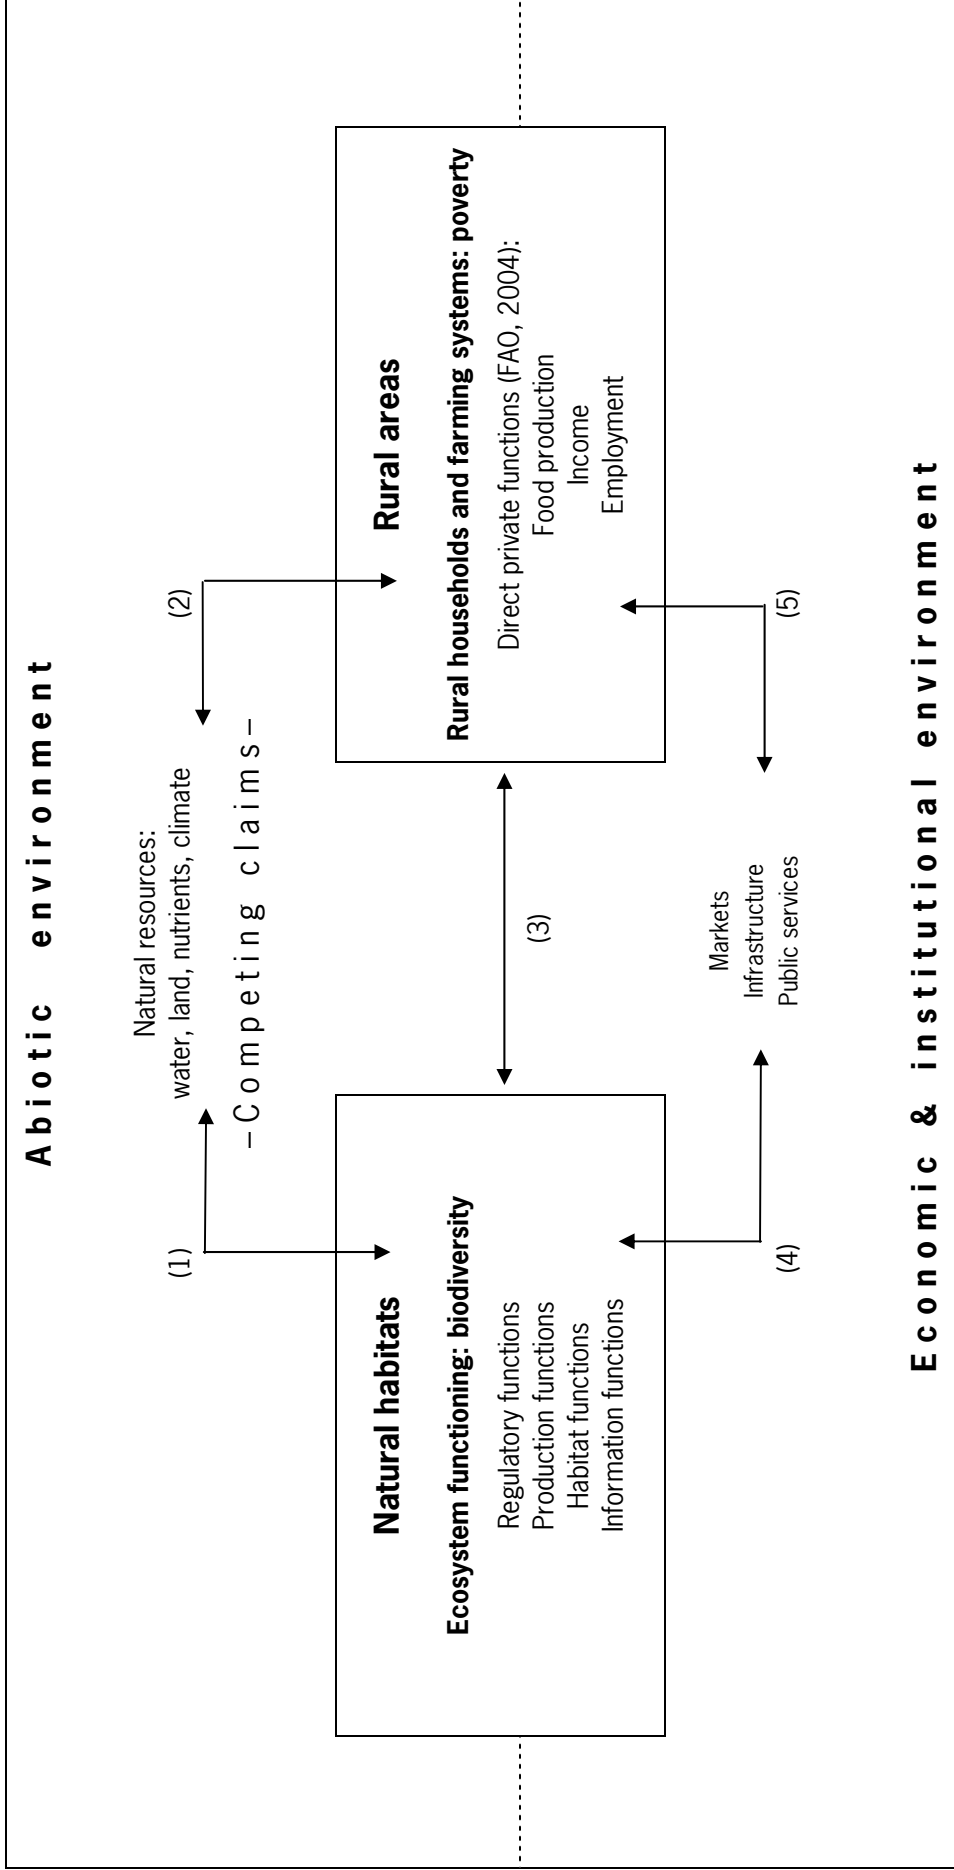 Abiotic environment
Natural resources:
water, land, nutrients, climate
(1)
(2)
–Competing claims–
Natural habitats
Ecosystem functioning: biodiversity
Regulatory functions
Production functions
Habitat functions
Information functions
(3)
Rural areas
Rural households and farming systems: poverty
Direct private functions (FAO, 2004):
Food production
Income
Employment
Markets
Infrastructure
Public services
(4)
(5)
Economic & institutional environment